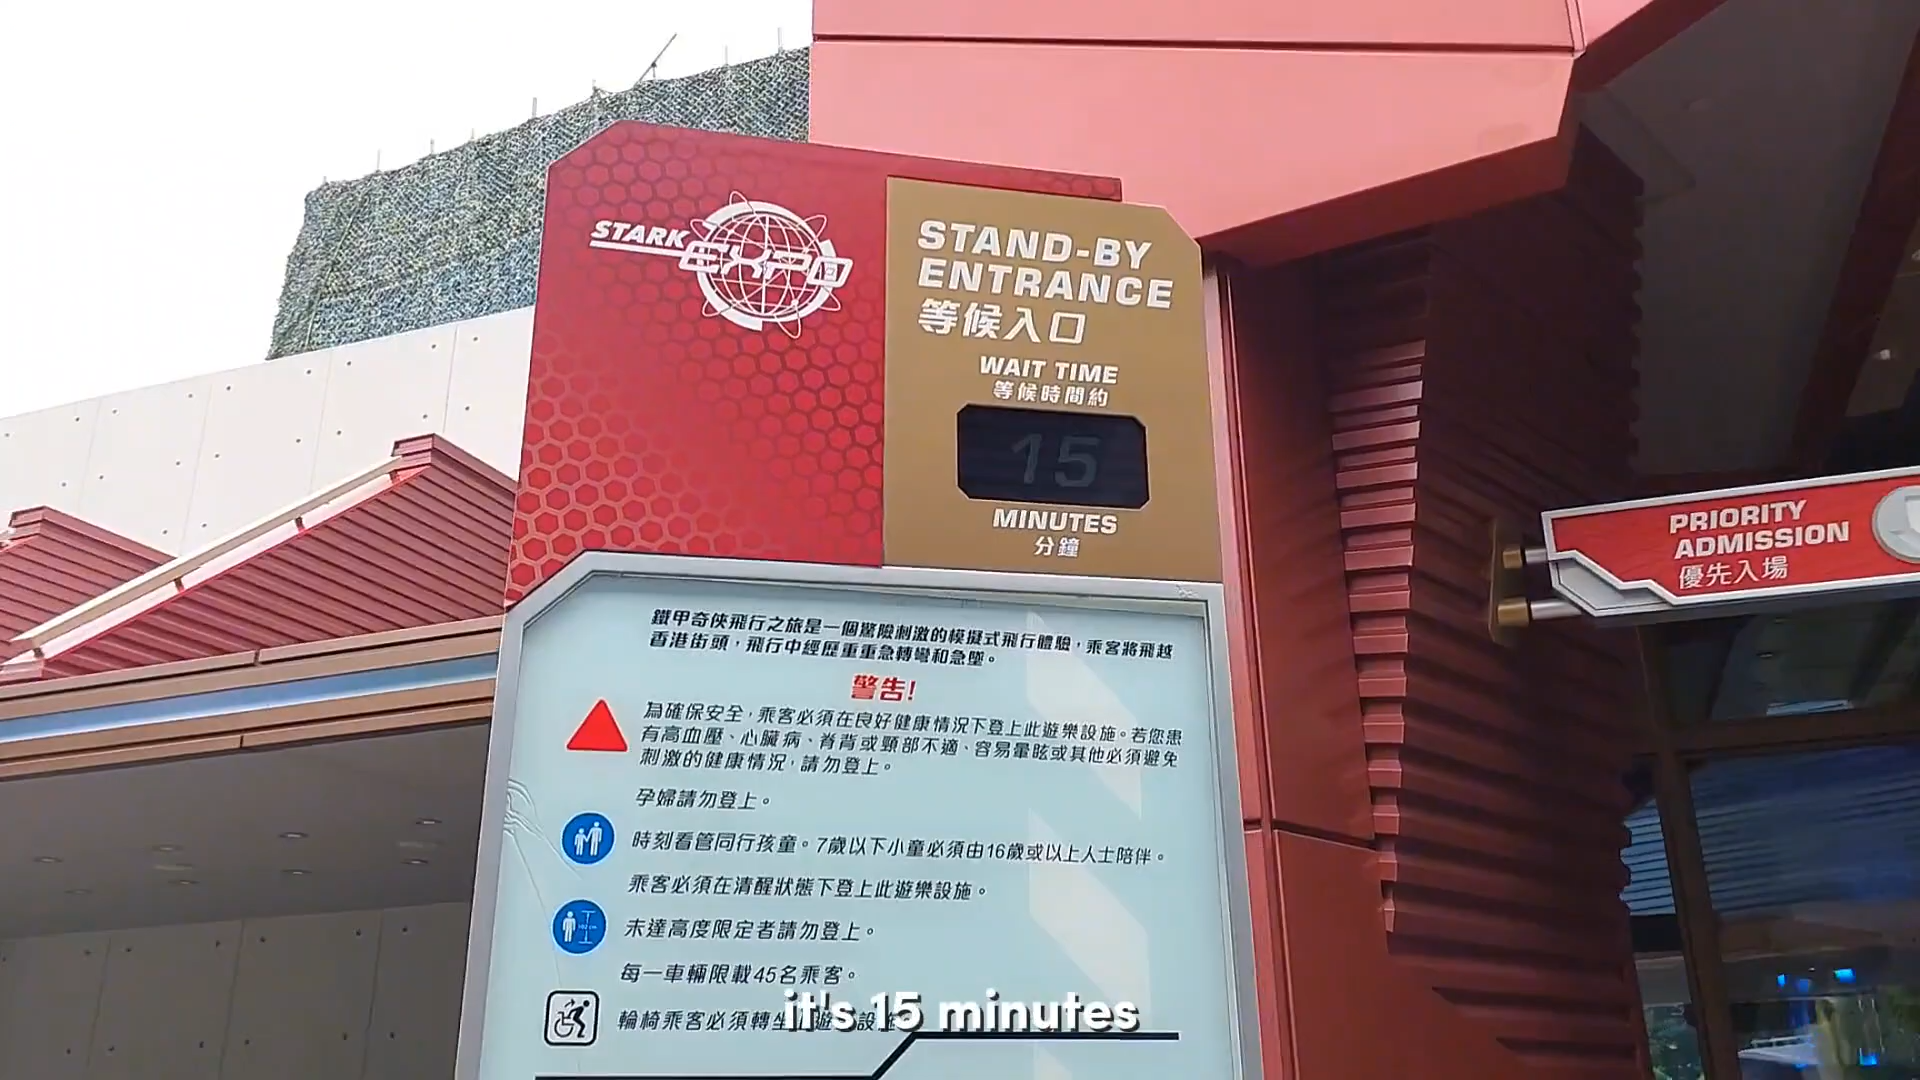 STARK
EXPO
STAND-BY
ENTRANCE
等候入口
WAIT TIME
等候時間約
15
MINUTES
分鐘
PRIORITY
ADMISSION
優先入場
鐵甲奇俠飛行之旅是一個驚險刺激的模擬式飛行體驗，乘客將飛越
香港街頭，飛行中經歷重重急轉彎和急墜。
警告!
為確保安全，乘客必須在良好健康情況下登上此遊樂設施。若您患
有高血壓、心臟病、脊背或頸部不適、容易暈眩或其他必須避免
刺激的健康情況，請勿登上。
孕婦請勿登上。
時刻看管同行孩童。7歲以下小童必須由16歲或以上人士陪伴。
乘客必須在清醒狀態下登上此遊樂設施。
未達高度限定者請勿登上。
每一車輛限載45名乘客。
輪椅乘客必須轉坐
it's 15 minutes